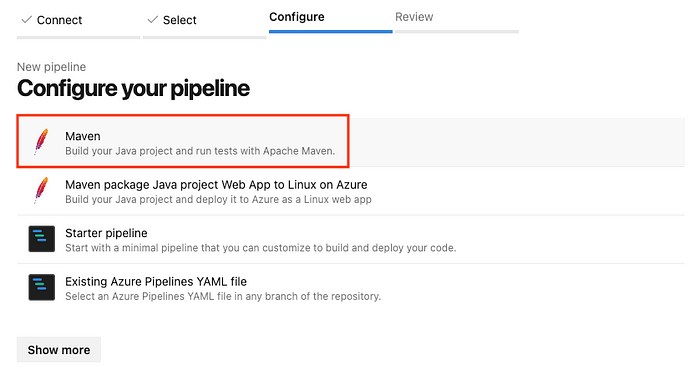 Connect
Select
Configure
Review
New pipeline
Configure your pipeline
Maven
Build your Java project and run tests with Apache Maven.
Maven package Java project Web App to Linux on Azure
Build your Java project and deploy it to Azure as a Linux web app
Starter pipeline
Start with a minimal pipeline that you can customize to build and deploy your code.
Existing Azure Pipelines YAML file
Select an Azure Pipelines YAML file in any branch of the repository.
Show more